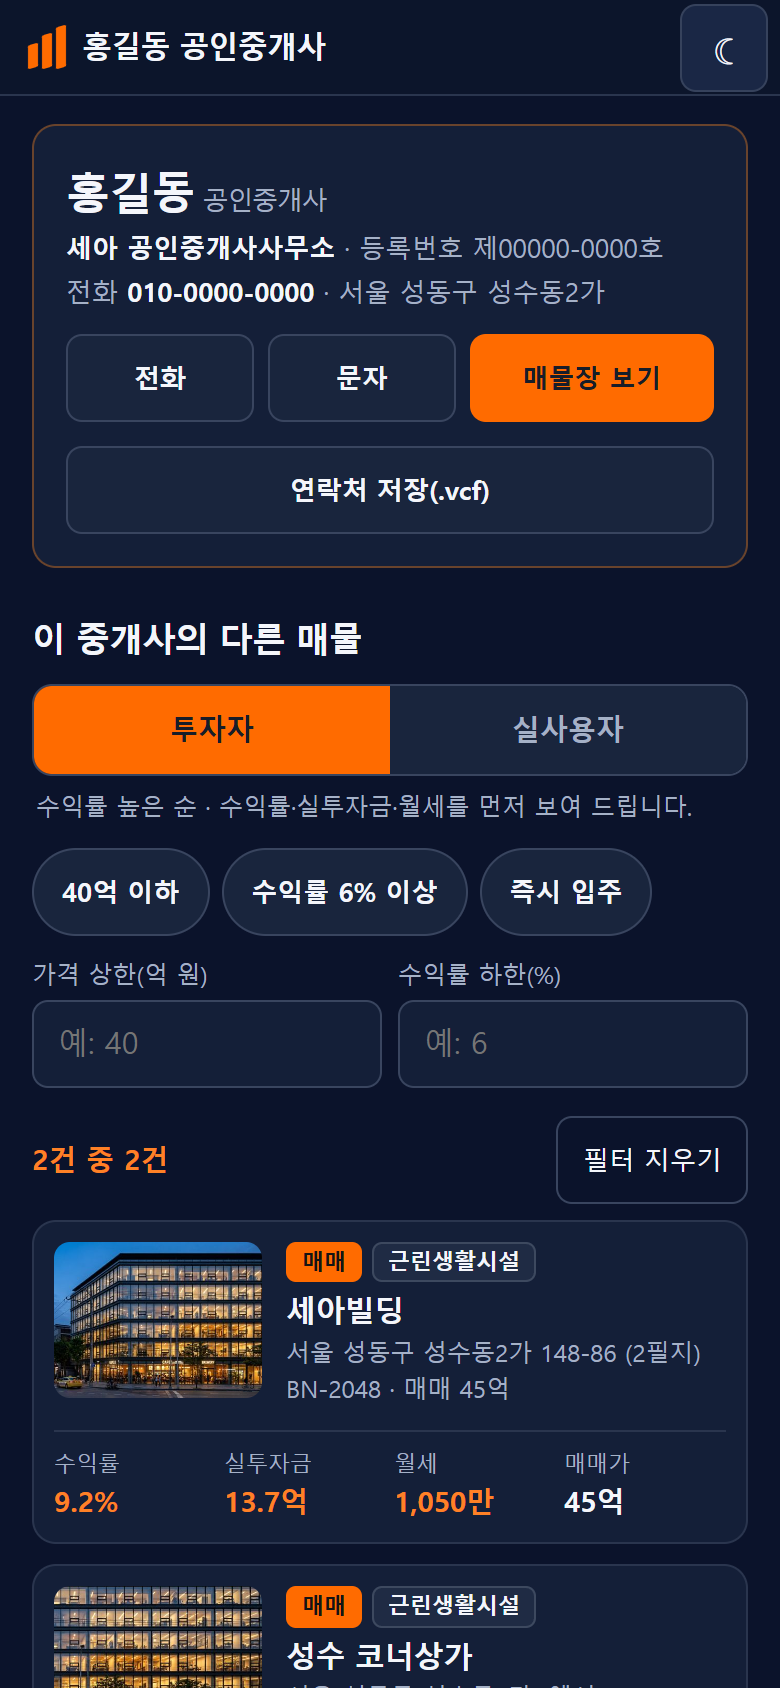 홍길동 공인중개사
홍길동 공인중개사
세아 공인중개사사무소 · 등록번호 제00000-0000호
전화 010-0000-0000 · 서울 성동구 성수동2가
전화
문자
매물장 보기
연락처 저장(.vcf)
이 중개사의 다른 매물
투자자
실사용자
수익률 높은 순 · 수익률·실투자금·월세를 먼저 보여 드립니다.
40억 이하
수익률 6% 이상
즉시 입주
가격 상한(억 원)
수익률 하한(%)
예: 40
예: 6
2건 중 2건
필터 지우기
매매
근린생활시설
세아빌딩
서울 성동구 성수동2가 148-86 (2필지)
BN-2048 · 매매 45억
수익률
실투자금
월세
매매가
9.2%
13.7억
1,050만
45억
매매
근린생활시설
성수 코너상가